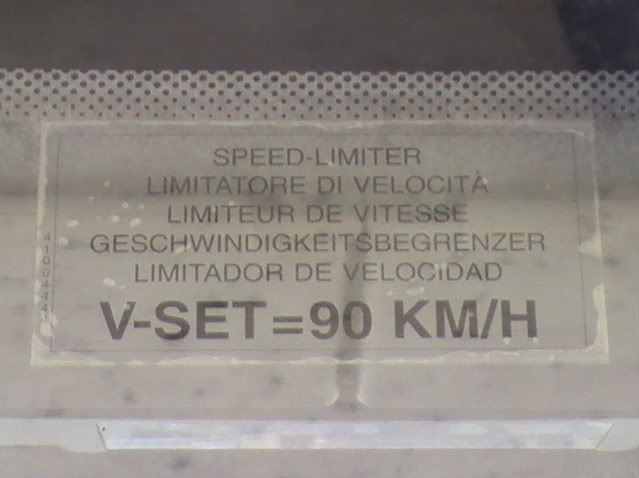 SPEED-LIMITER
LIMITATORE DI VELOCITÀ
LIMITEUR DE VITESSE
GESCHWINDIGKEITSBEGRENZER
LIMITADOR DE VELOCIDAD
V-SET=90 KM/H